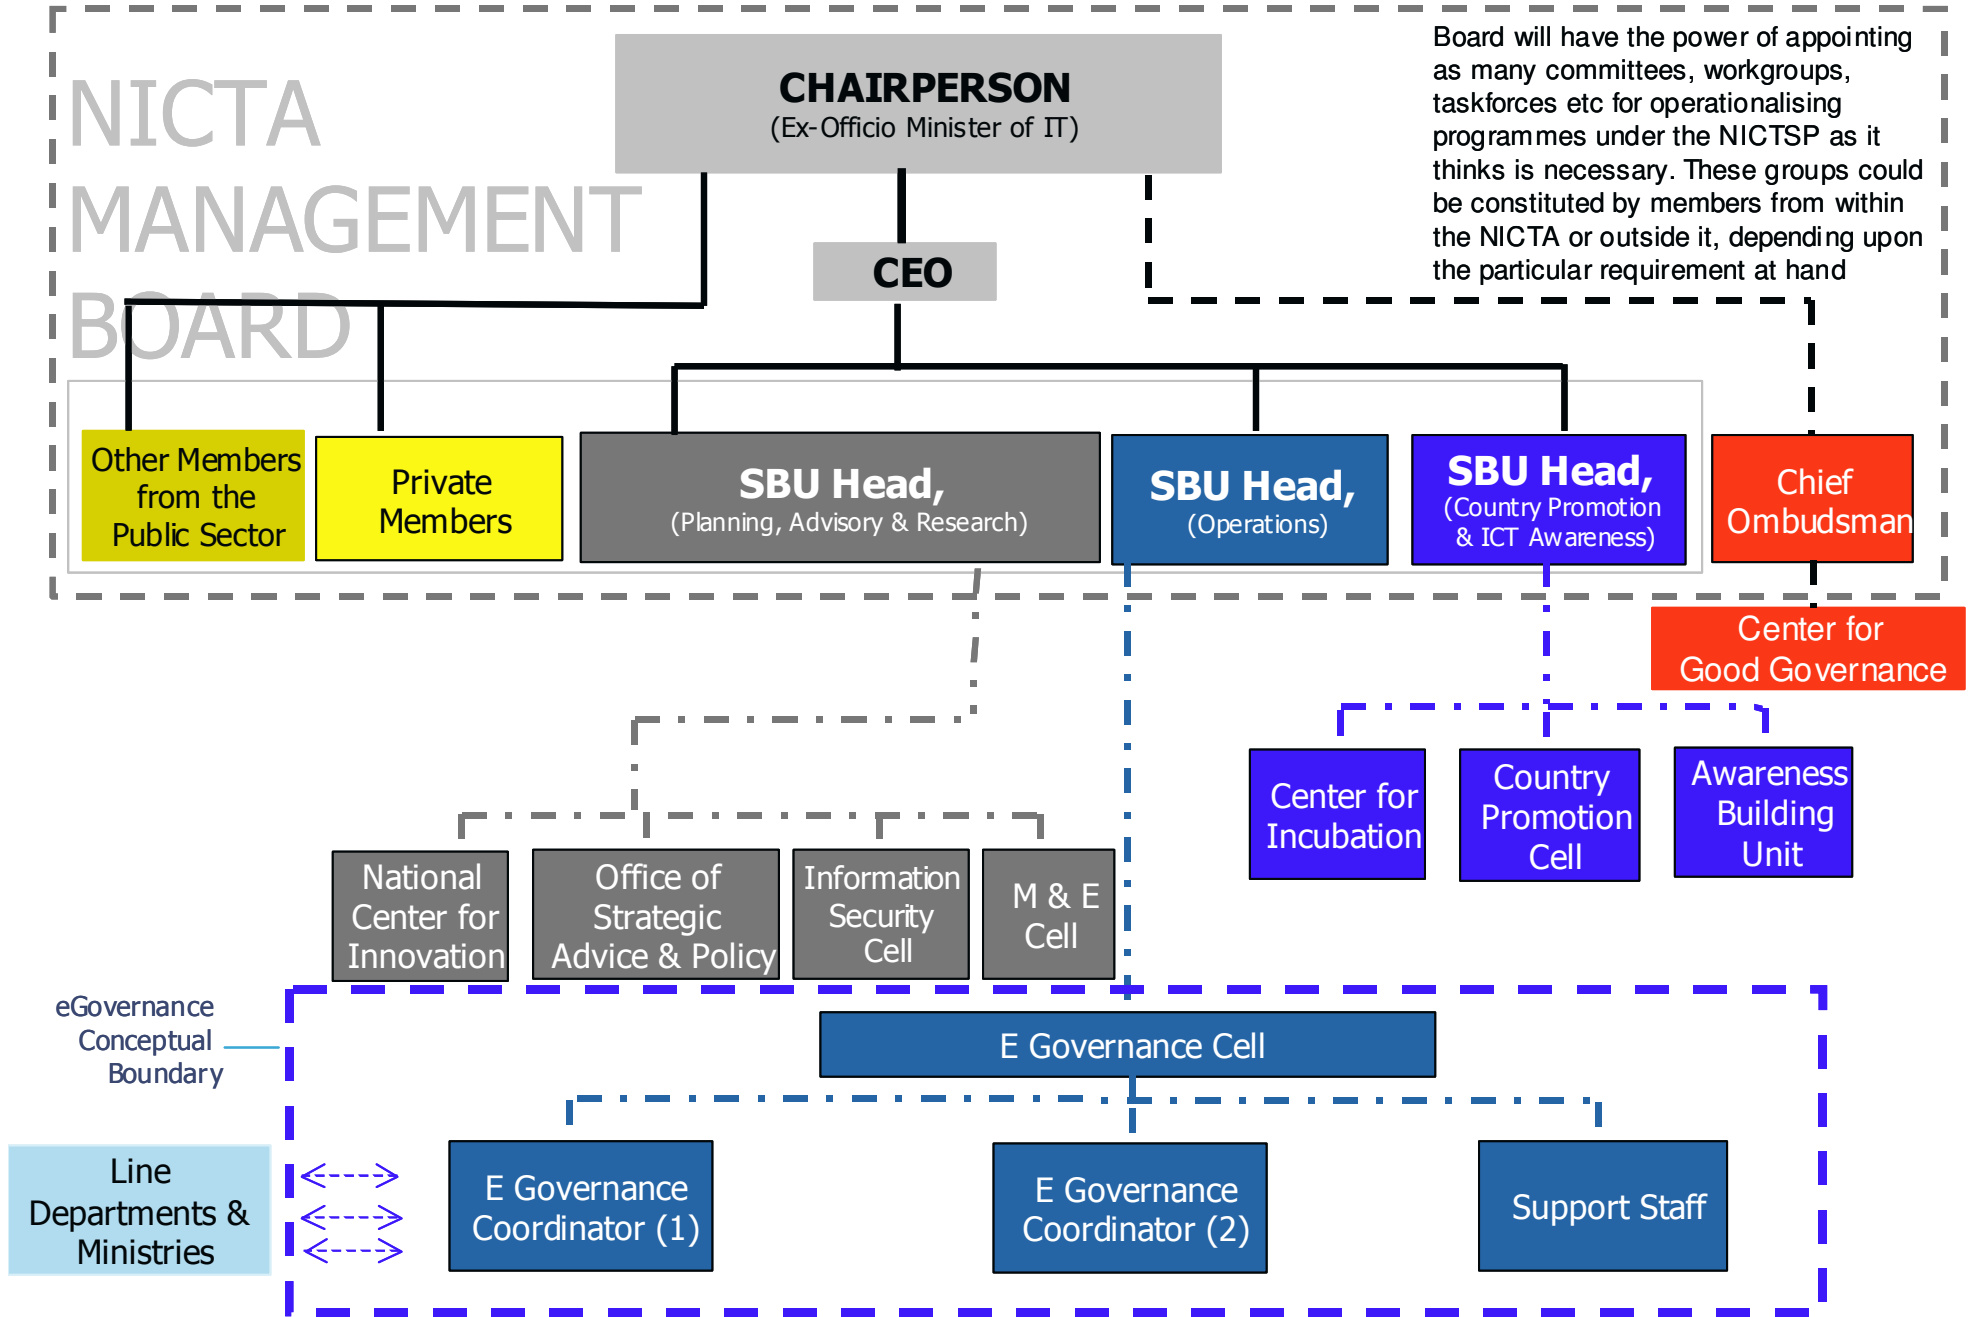 NICTA
MANAGEMENT
BOARD
CHAIRPERSON
(Ex-Officio Minister of IT)
Board will have the power of appointing
as many committees, workgroups,
taskforces etc for operationalising
programmes under the NICTSP as it
thinks is necessary. These groups could
be constituted by members from within
the NICTA or outside it, depending upon
the particular requirement at hand
CEO
Other Members
from the
Public Sector
Private
Members
SBU Head,
(Planning, Advisory & Research)
SBU Head,
(Operations)
SBU Head,
(Country Promotion
& ICT Awareness)
Chief
Ombudsman
Center for
Good Governance
Center for
Incubation
Country
Promotion
Cell
Awareness
Building
Unit
National
Center for
Innovation
Office of
Strategic
Advice & Policy
Information
Security
Cell
M & E
Cell
eGovernance
Conceptual
Boundary
E Governance Cell
Line
Departments &
Ministries
E Governance
Coordinator (1)
E Governance
Coordinator (2)
Support Staff